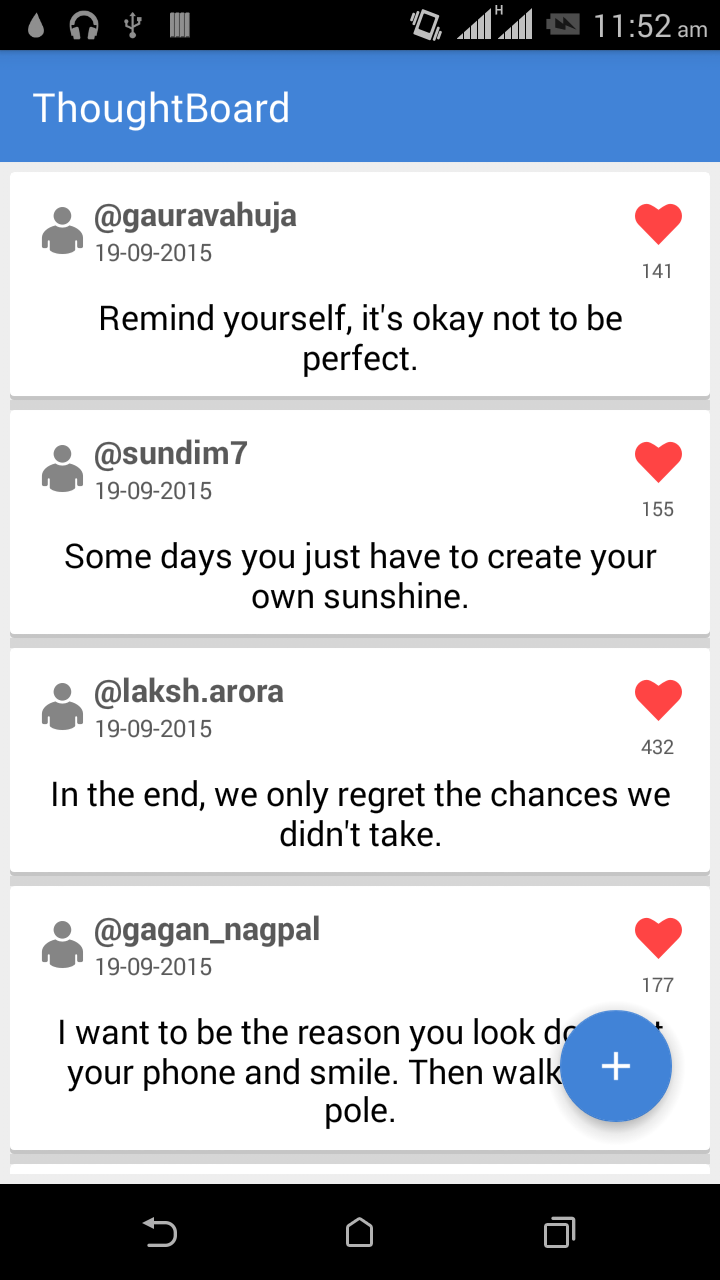 H
11:52 am
ThoughtBoard
@gauravahuja
19-09-2015
141
Remind yourself, it's okay not to be
perfect.
@sundim7
19-09-2015
155
Some days you just have to create your
own sunshine.
@laksh.arora
19-09-2015
432
In the end, we only regret the chances we
didn't take.
@gagan_nagpal
19-09-2015
177
I want to be the reason you look
your phone and smile. Then walk
pole.